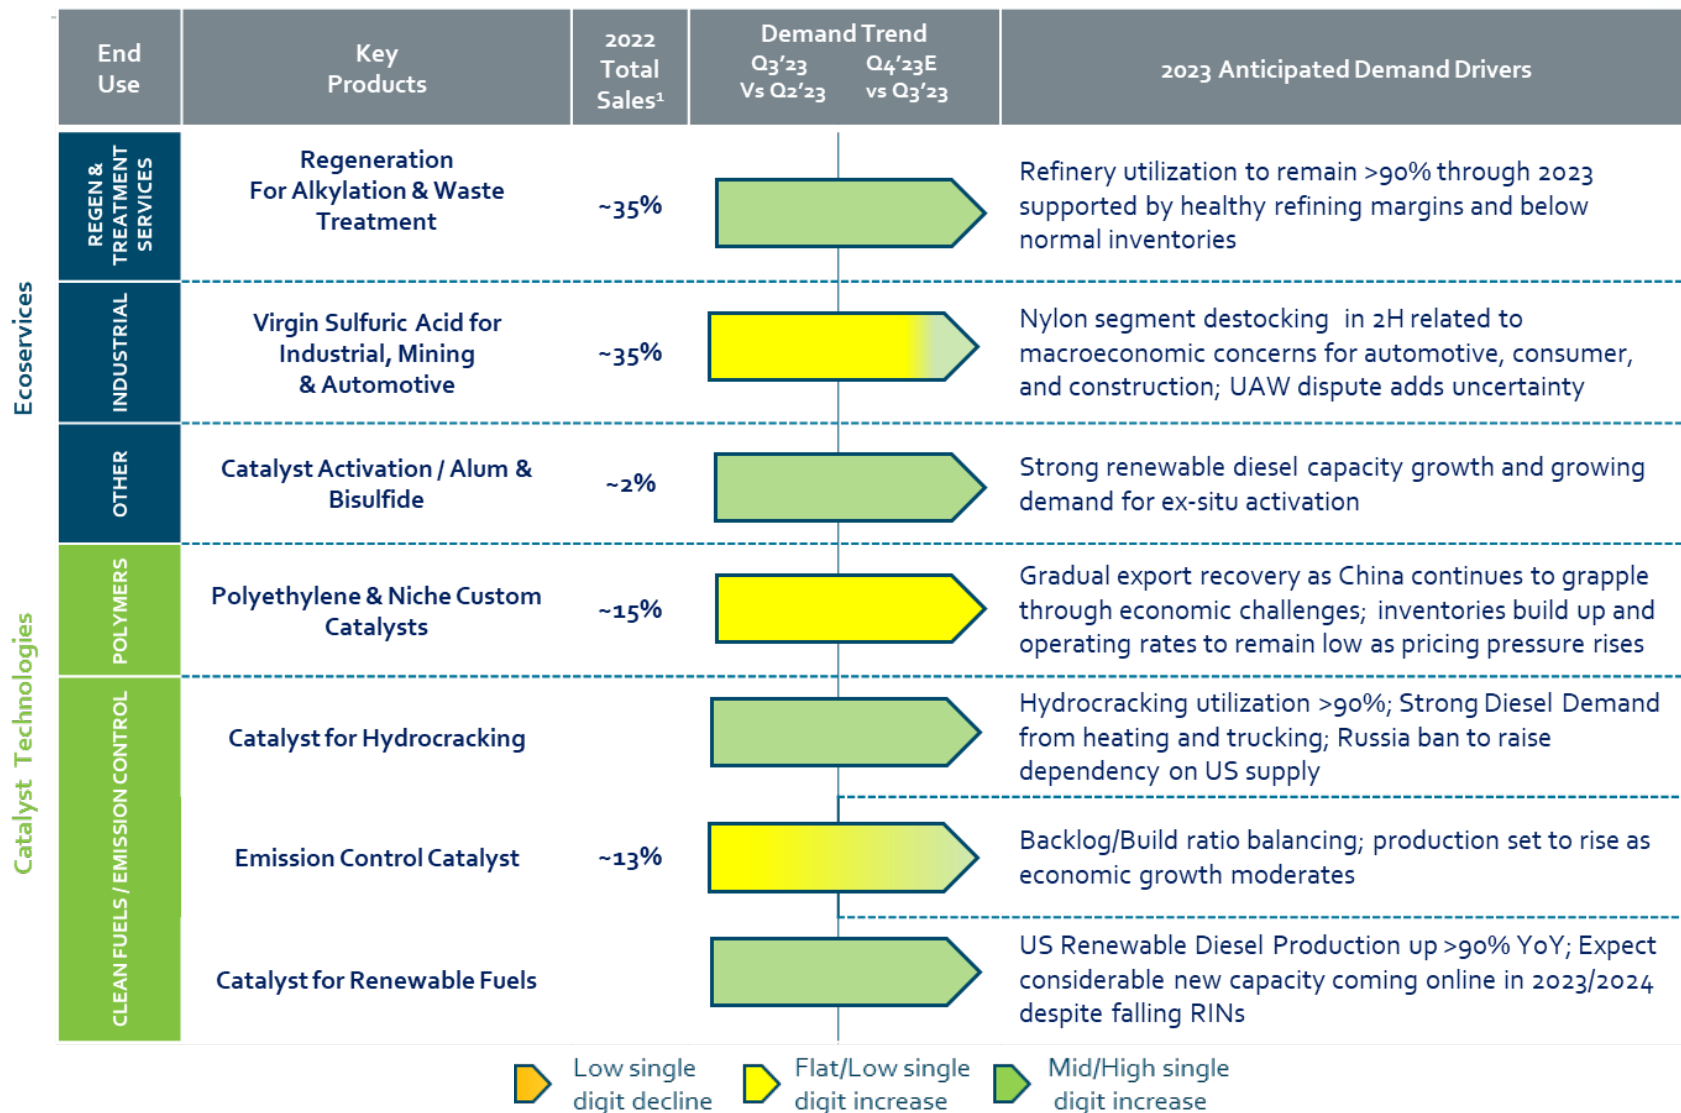 End
Use
Key
Products
2022
Total
Sales¹
Demand Trend
Q3'23
Vs Q2'23
Q4'23E
vs Q3'23
2023 Anticipated Demand Drivers
Ecoservices
REGEN &
TREATMENT
SERVICES
Regeneration
For Alkylation & Waste
Treatment
~35%
Refinery utilization to remain >90% through 2023
supported by healthy refining margins and below
normal inventories
INDUSTRIAL
Virgin Sulfuric Acid for
Industrial, Mining
& Automotive
~35%
Nylon segment destocking in 2H related to
macroeconomic concerns for automotive, consumer,
and construction; UAW dispute adds uncertainty
OTHER
Catalyst Activation / Alum &
Bisulfide
~2%
Strong renewable diesel capacity growth and growing
demand for ex-situ activation
Catalyst Technologies
POLYMERS
Polyethylene & Niche Custom
Catalysts
~15%
Gradual export recovery as China continues to grapple
through economic challenges; inventories build up and
operating rates to remain low as pricing pressure rises
CLEAN FUELS / EMISSION CONTROL
Catalyst for Hydrocracking
Hydrocracking utilization >90%; Strong Diesel Demand
from heating and trucking; Russia ban to raise
dependency on US supply
Emission Control Catalyst
~13%
Backlog/Build ratio balancing; production set to rise as
economic growth moderates
Catalyst for Renewable Fuels
US Renewable Diesel Production up >90% YoY; Expect
considerable new capacity coming online in 2023/2024
despite falling RINs
Low single
digit decline
Flat/Low single
digit increase
Mid/High single
digit increase